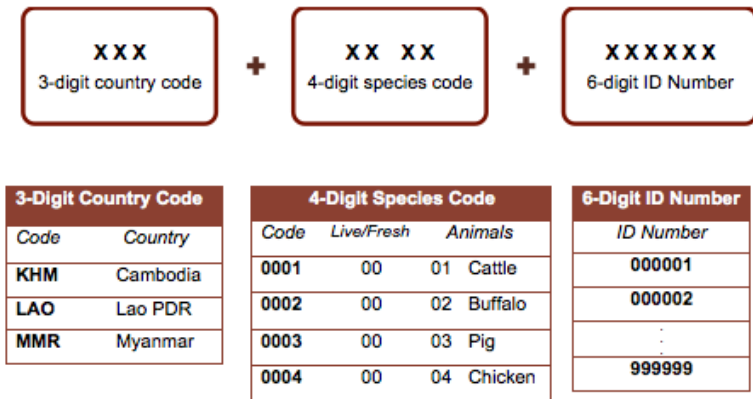 XXX + XX XX + XXXXXX
3-digit country code 4-digit species code 6-digit ID Number
3-Digit Country Code
Code Country
KHM Cambodia
LAO Lao PDR
MMR Myanmar
4-Digit Species Code
Code Live/Fresh Animals
0001 00 01 Cattle
0002 00 02 Buffalo
0003 00 03 Pig
0004 00 04 Chicken
6-Digit ID Number
ID Number
000001
000002
:
999999